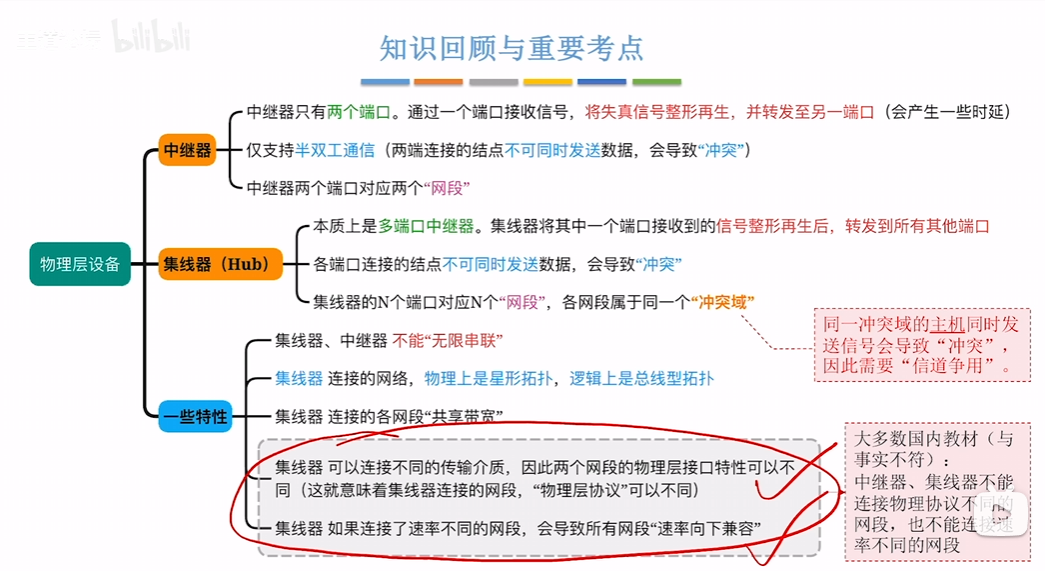 bilibili
知识回顾与重要考点
中继器只有两个端口。通过一个端口接收信号，将失真信号整形再生，并转发至另一端口（会产生一些时延）
中继器
仅支持半双工通信（两端连接的结点不可同时发送数据，会导致“冲突”）
中继器两个端口对应两个“网段”
本质上是多端口中继器。集线器将其中一个端口接收到的信号整形再生后，转发到所有其他端口
物理层设备
集线器（Hub）
各端口连接的结点不可同时发送数据，会导致“冲突”
集线器的N个端口对应N个“网段”，各网段属于同一个“冲突域”
同一冲突域的主机同时发
送信号会导致“冲突”，
因此需要“信道争用”。
集线器、中继器 不能“无限串联”
集线器 连接的网络，物理上是星形拓扑，逻辑上是总线型拓扑
一些特性
集线器 连接的各网段“共享带宽”
集线器 可以连接不同的传输介质，因此两个网段的物理层接口特性可以不
同（这就意味着集线器连接的网段，“物理层协议”可以不同）
集线器 如果连接了速率不同的网段，会导致所有网段“速率向下兼容”
大多数国内教材（与
事实不符）：
中继器、集线器不能
连接物理协议不同的
网段，也不能连接速
率不同的网段